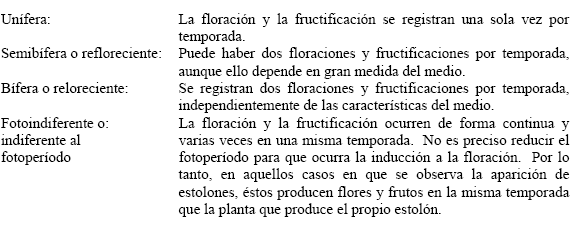 Unífera: La floración y la fructificación se registran una sola vez por
temporada.
Semibífera o refloreciente: Puede haber dos floraciones y fructificaciones por temporada,
aunque ello depende en gran medida del medio.
Bífera o reloreciente: Se registran dos floraciones y fructificaciones por temporada,
independientemente de las características del medio.
Fotoindiferente o: La floración y la fructificación ocurren de forma continua y
indiferente al varias veces en una misma temporada. No es preciso reducir el
fotoperíodo fotoperíodo para que ocurra la inducción a la floración. Por lo
tanto, en aquellos casos en que se observa la aparición de
estolones, éstos producen flores y frutos en la misma temporada
que la planta que produce el propio estolón.